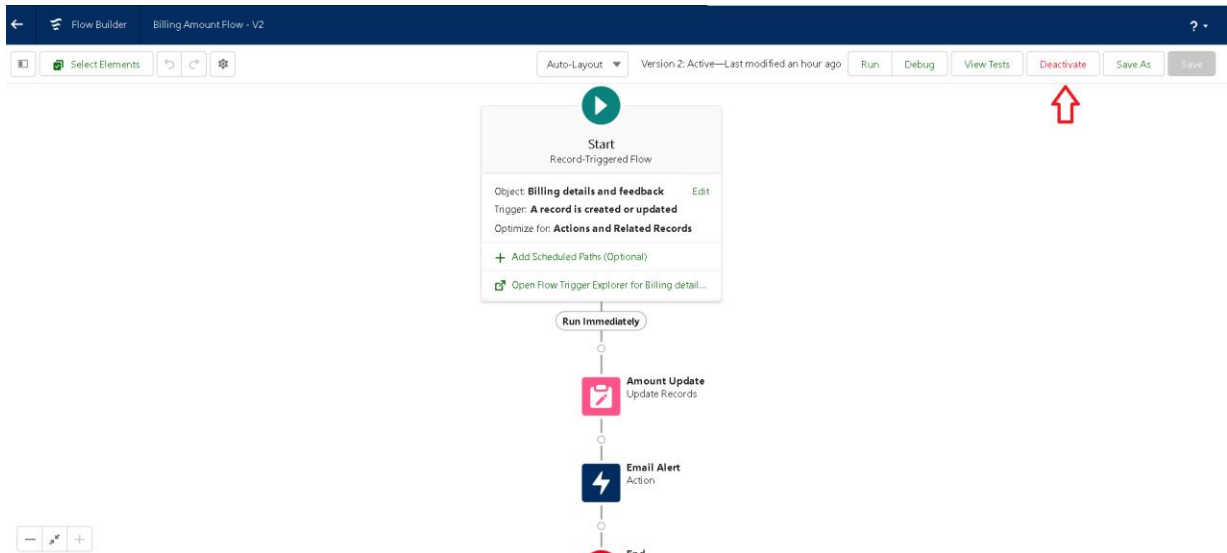 Flow Builder Billing Amount Flow - V2 ?
Select Elements Auto-Layout Version 2: Active—Last modified an hour ago Run Debug View Tests Deactivate Save As Save
Start
Record-Triggered Flow
Object: Billing details and feedback Edit
Trigger: A record is created or updated
Optimize for: Actions and Related Records
+ Add Scheduled Paths (Optional)
Open Flow Trigger Explorer for Billing detail...
Run Immediately
Amount Update
Update Records
Email Alert
Action
End